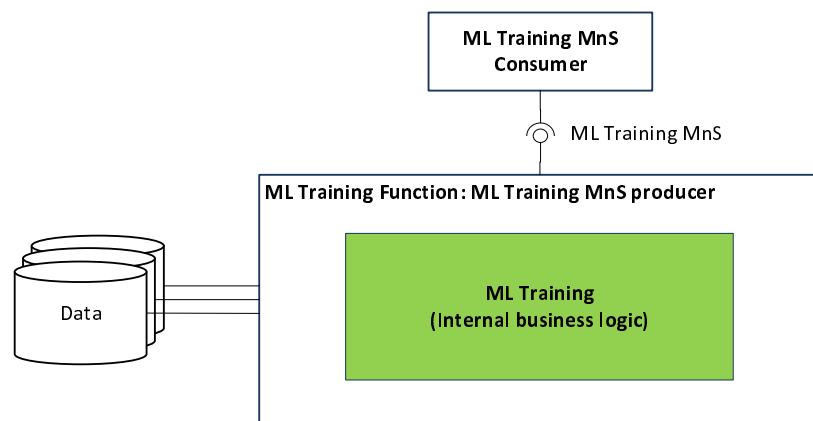 ML Training MnS
Consumer
ML Training MnS
ML Training Function: ML Training MnS producer
ML Training
(Internal business logic)
Data